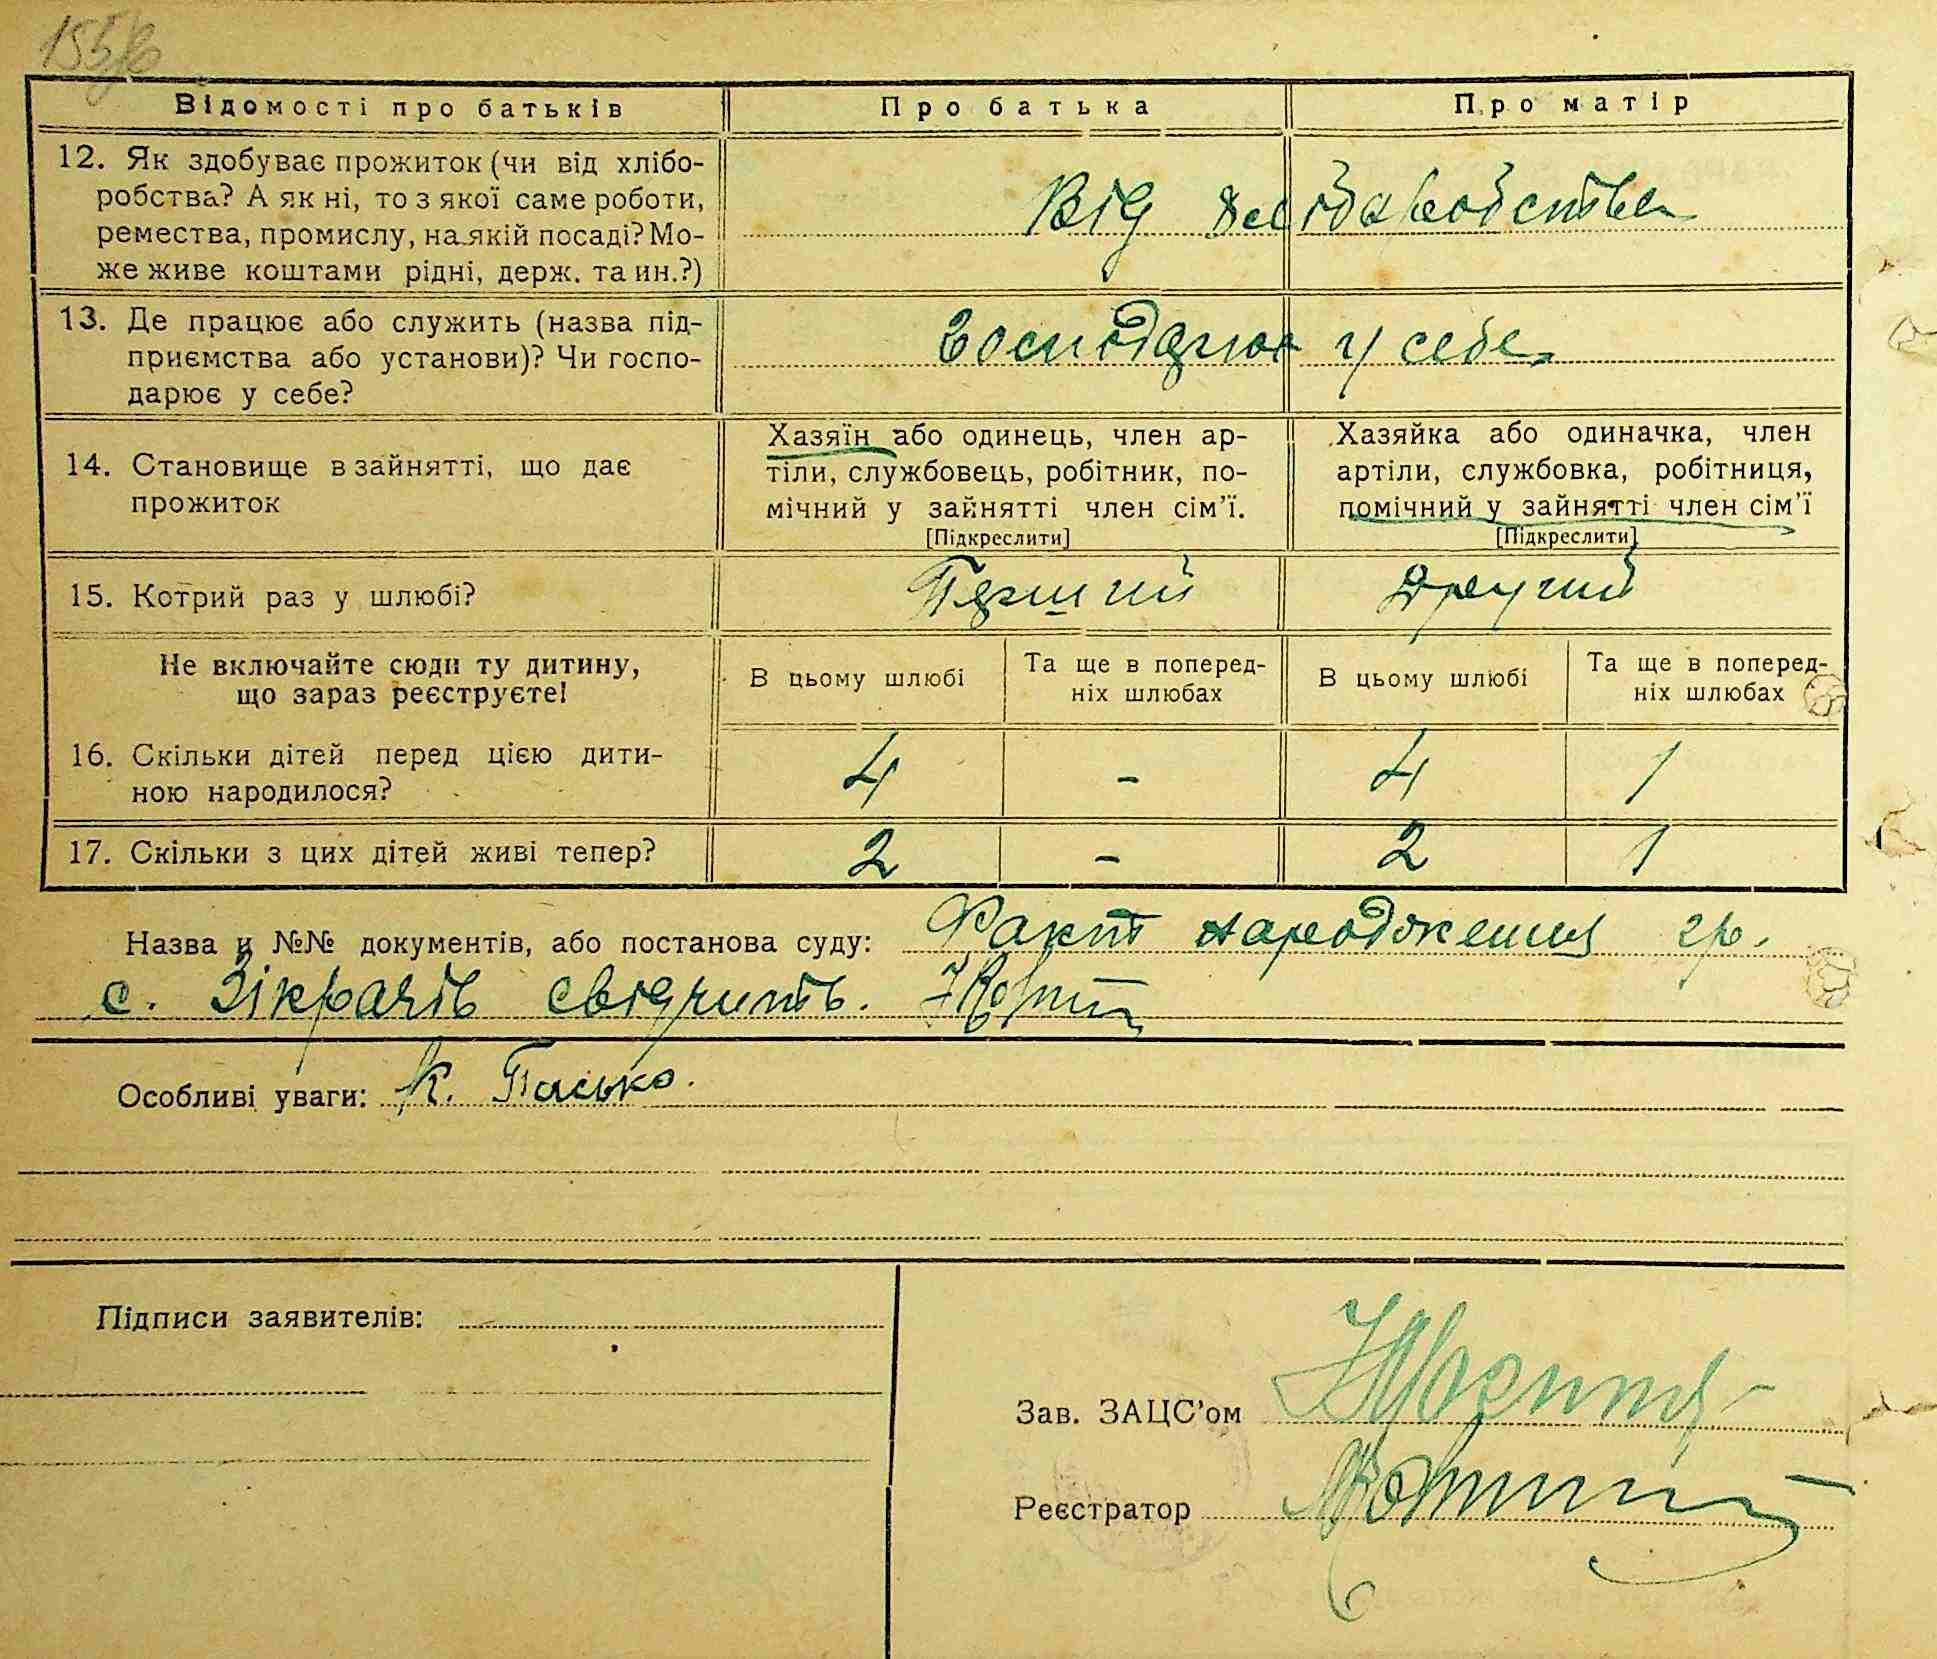 Відомості про батьків
Про батька
Про матір
12. Як здобуває прожиток (чи від хлібо-
робства? А як ні, то з якої саме роботи,
ремества, промислу, на якій посаді? Мо-
же живе коштами рідні, держ. та ин.?)
Від хліборобства
13. Де працює або служить (назва під-
приємства або установи)? Чи госпо-
дарює у себе?
у себе
14. Становище в зайнятті, що дає
прожиток
Хазяїн або одинець, член ар-
тіли, службовець, робітник, по-
мічний у зайнятті член сім'ї.
[Підкреслити]
Хазяйка або одиначка, член
артіли, службовка, робітниця,
помічний у зайнятті член сім'ї
[Підкреслити]
15. Котрий раз у шлюбі?
Другий
Не включайте сюди ту дитину,
що зараз реєструєте!
В цьому шлюбі
Та ще в поперед-
ніх шлюбах
В цьому шлюбі
Та ще в поперед-
ніх шлюбах
16. Скільки дітей перед цією дити-
ною народилося?
4 - 4 1
17. Скільки з цих дітей живі тепер?
2 - 2 1
Назва й №№ документів, або постанова суду: Факт народження гр.
с. Зікрачів свідчить.
Особливі уваги: К. Пасько.
Підписи заявителів:
Зав. ЗАЦС'ом
Реєстратор